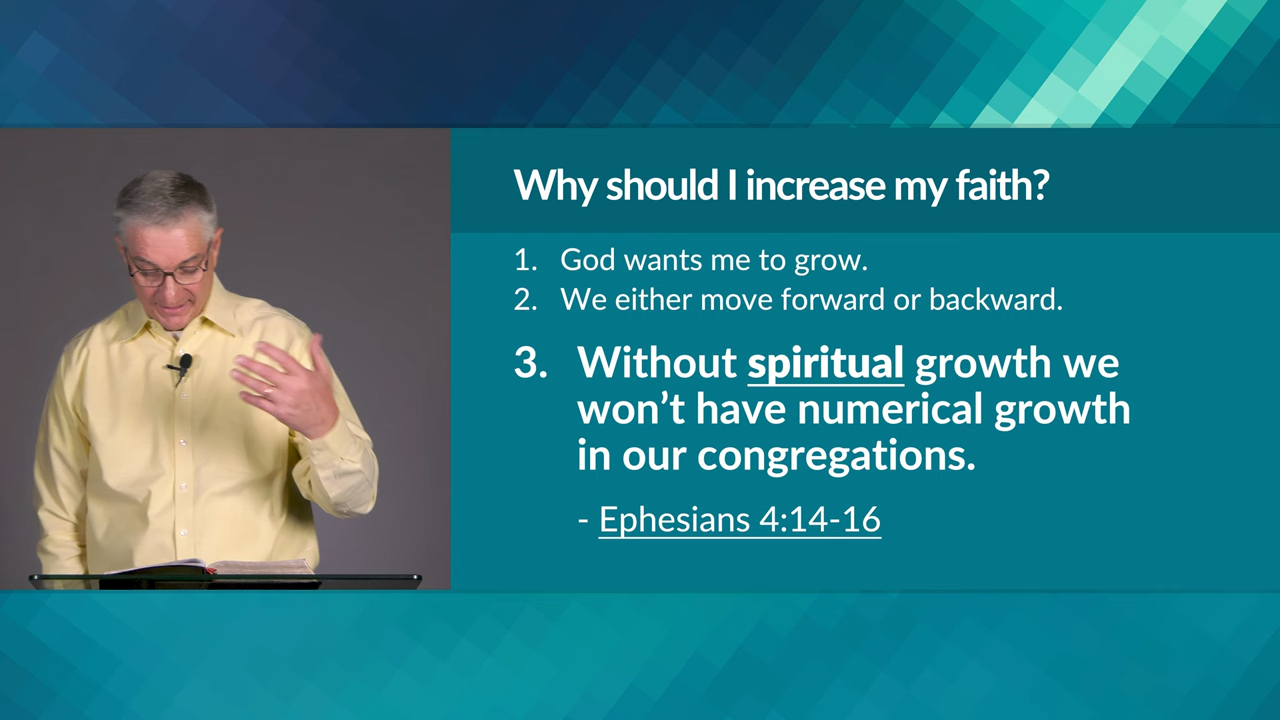 Why should I increase my faith?
1. God wants me to grow.
2. We either move forward or backward.
3. Without spiritual growth we
won’t have numerical growth
in our congregations.
- Ephesians 4:14-16